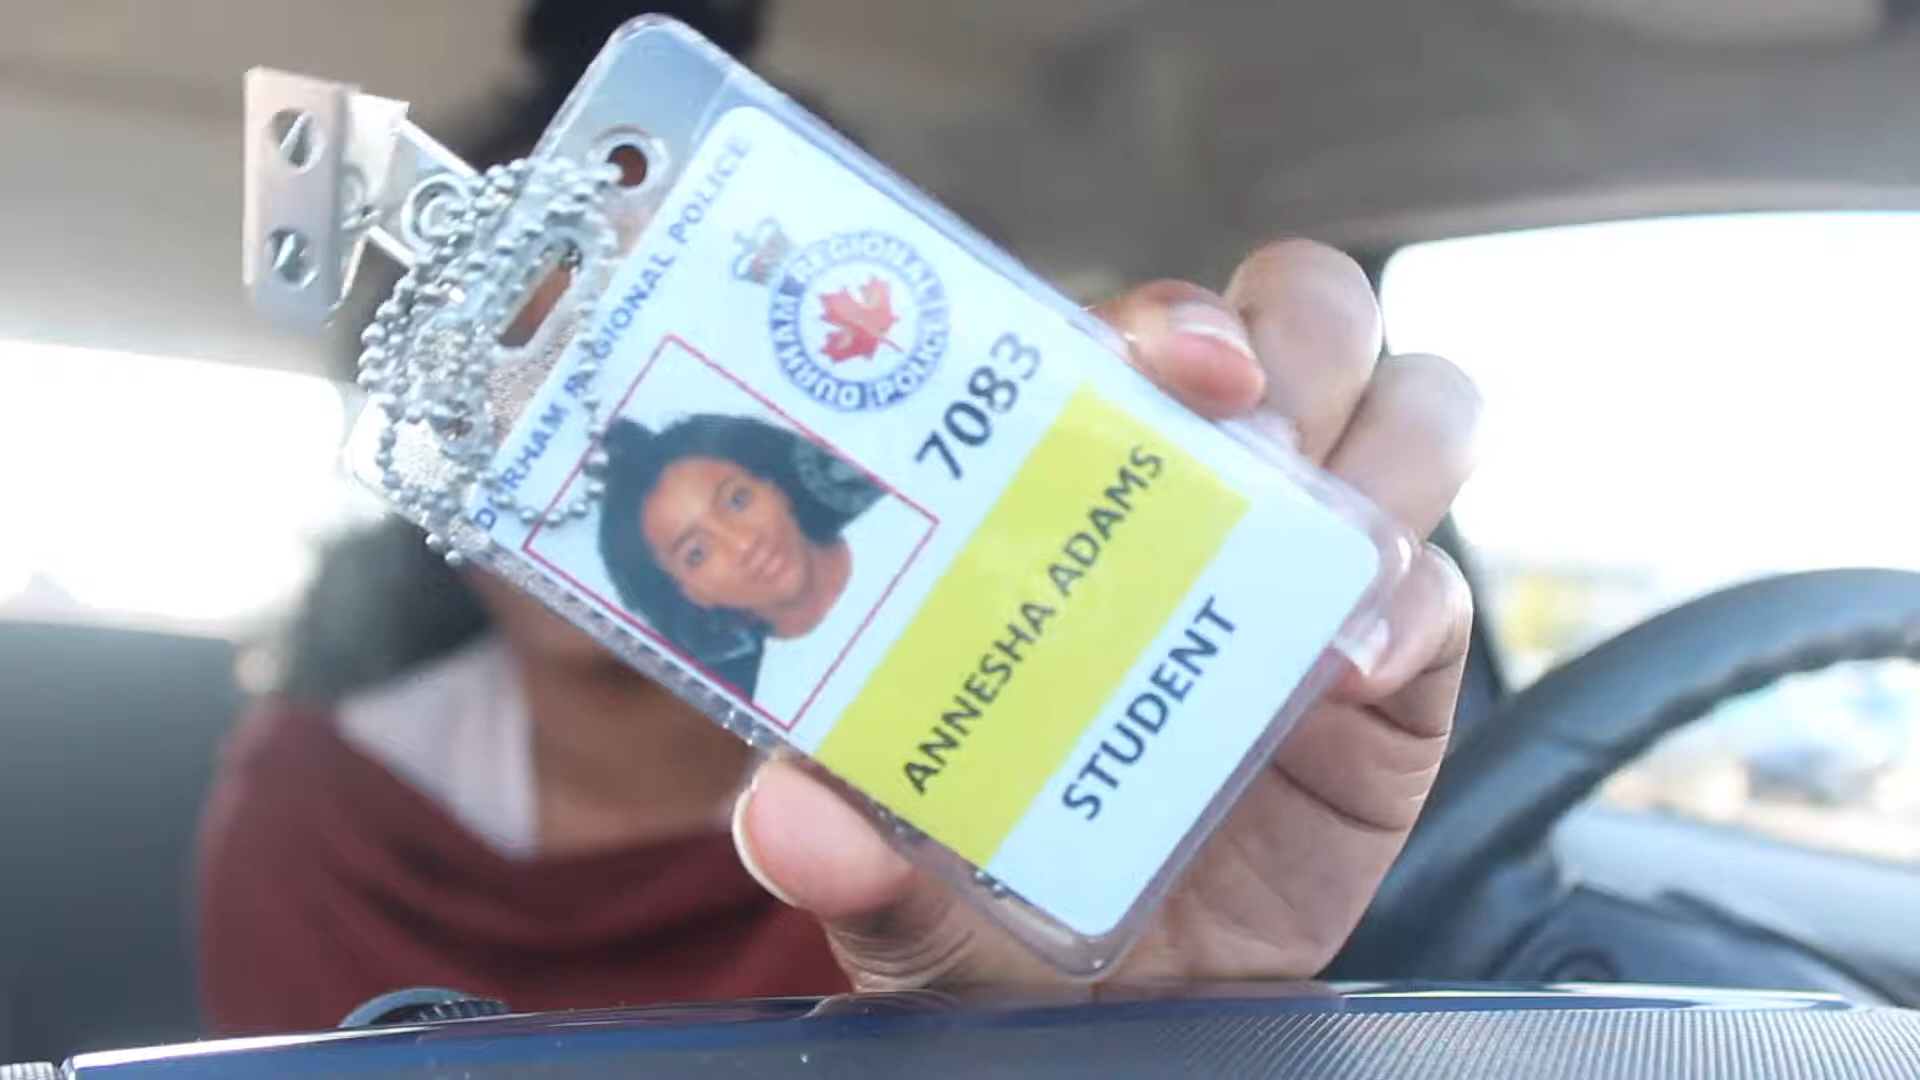 DURHAM REGIONAL POLICE
DURHAM REGIONAL POLICE
7083
ANNESHA ADAMS
STUDENT